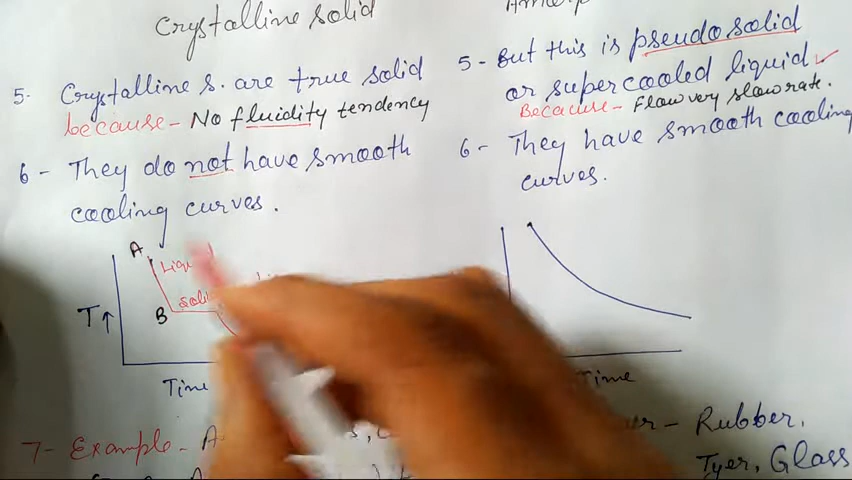 Crystalline solid
5- Crystalline s. are true solid
because - No fluidity tendency
6 - They do not have smooth
cooling curves.
A
B
T↑
Time
7- Example - A
5- But this is pseudo solid
or supercooled liquid ✓
Because - Flow very slow rate.
6 - They have smooth cooling
curves.
Time
- Rubber,
Tyer, Glass